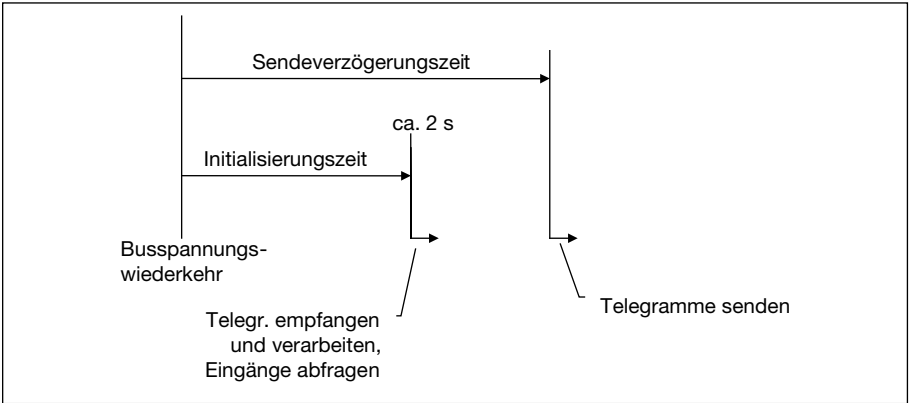 Sendeverzögerungszeit
ca. 2 s
Initialisierungszeit
Busspannungs-
wiederkehr
Telegr. empfangen
und verarbeiten,
Eingänge abfragen
Telegramme senden